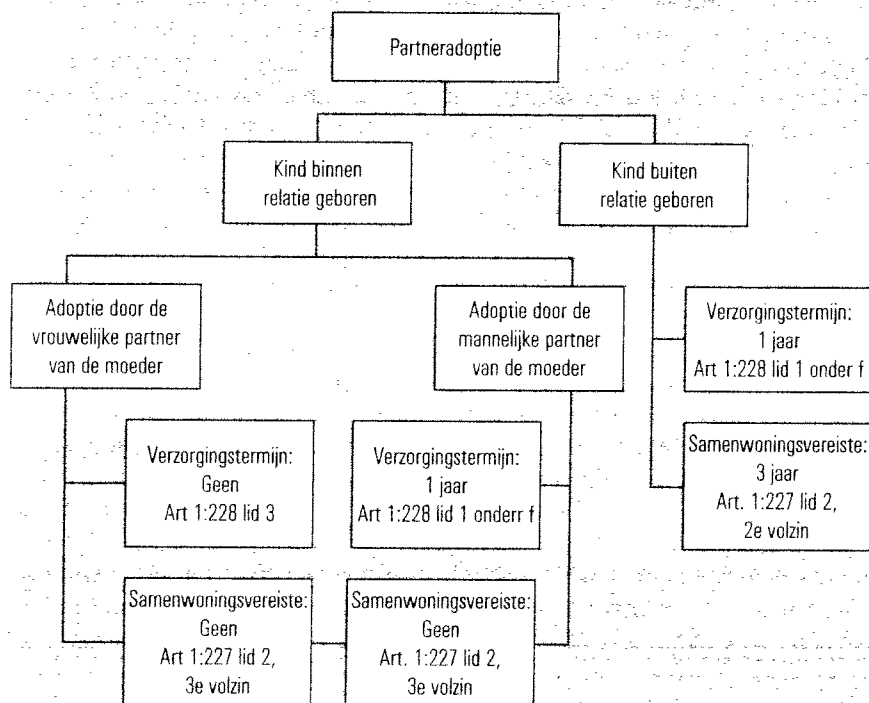 Partneradoptie
Kind binnen
relatie geboren
Kind buiten
relatie geboren
Adoptie door de
vrouwelijke partner
van de moeder
Adoptie door de
mannelijke partner
van de moeder
Verzorgingstermijn:
1 jaar
Art 1:228 lid 1 onder f
Verzorgingstermijn:
Geen
Art 1:228 lid 3
Verzorgingstermijn:
1 jaar
Art 1:228 lid 1 onderr f
Samenwoningsvereiste:
3 jaar
Art. 1:227 lid 2,
2e volzin
Samenwoningsvereiste:
Geen
Art 1:227 lid 2,
3e volzin
Samenwoningsvereiste:
Geen
Art. 1:227 lid 2,
3e volzin